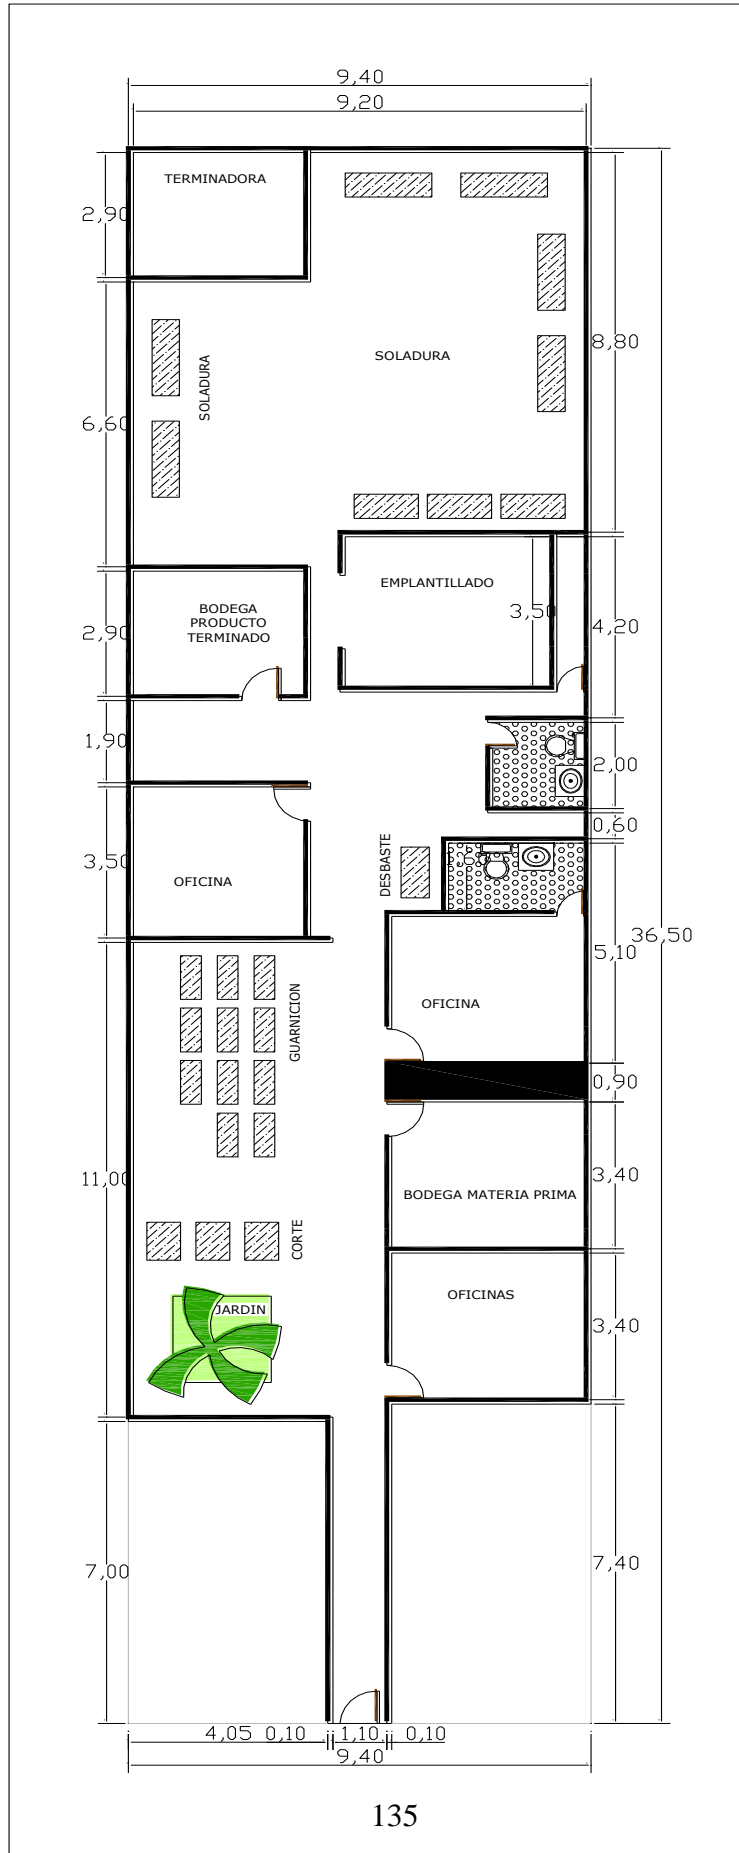 9,40
9,20
TERMINADORA
2,90
8,80
SOLADURA
SOLADURA
6,60
EMPLANTILLADO
BODEGA
PRODUCTO
TERMINADO
3,50
4,20
2,90
1,90
2,00
0,60
DESBASTE
3,50
OFICINA
36,50
5,10
OFICINA
GUARNICION
0,90
11,00
3,40
BODEGA MATERIA PRIMA
CORTE
OFICINAS
JARDIN
3,40
7,00
7,40
4,05 0,10 1,10 0,10
9,40
135